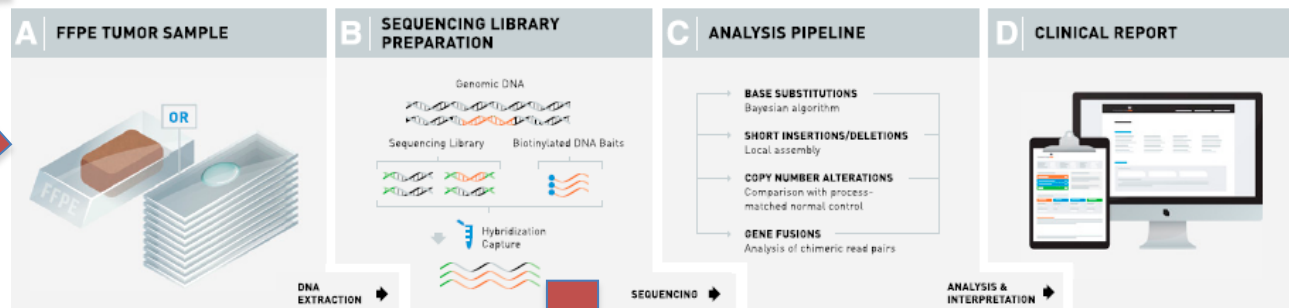 A FFPE TUMOR SAMPLE
OR
FFPE
DNA
EXTRACTION
B SEQUENCING LIBRARY
PREPARATION
Genomic DNA
Sequencing Library
Biotinylated DNA Baits
Hybridization
Capture
SEQUENCING
C ANALYSIS PIPELINE
BASE SUBSTITUTIONS
Bayesian algorithm
SHORT INSERTIONS/DELETIONS
Local assembly
COPY NUMBER ALTERATIONS
Comparison with process-
matched normal control
GENE FUSIONS
Analysis of chimeric read pairs
ANALYSIS &
INTERPRETATION
D CLINICAL REPORT